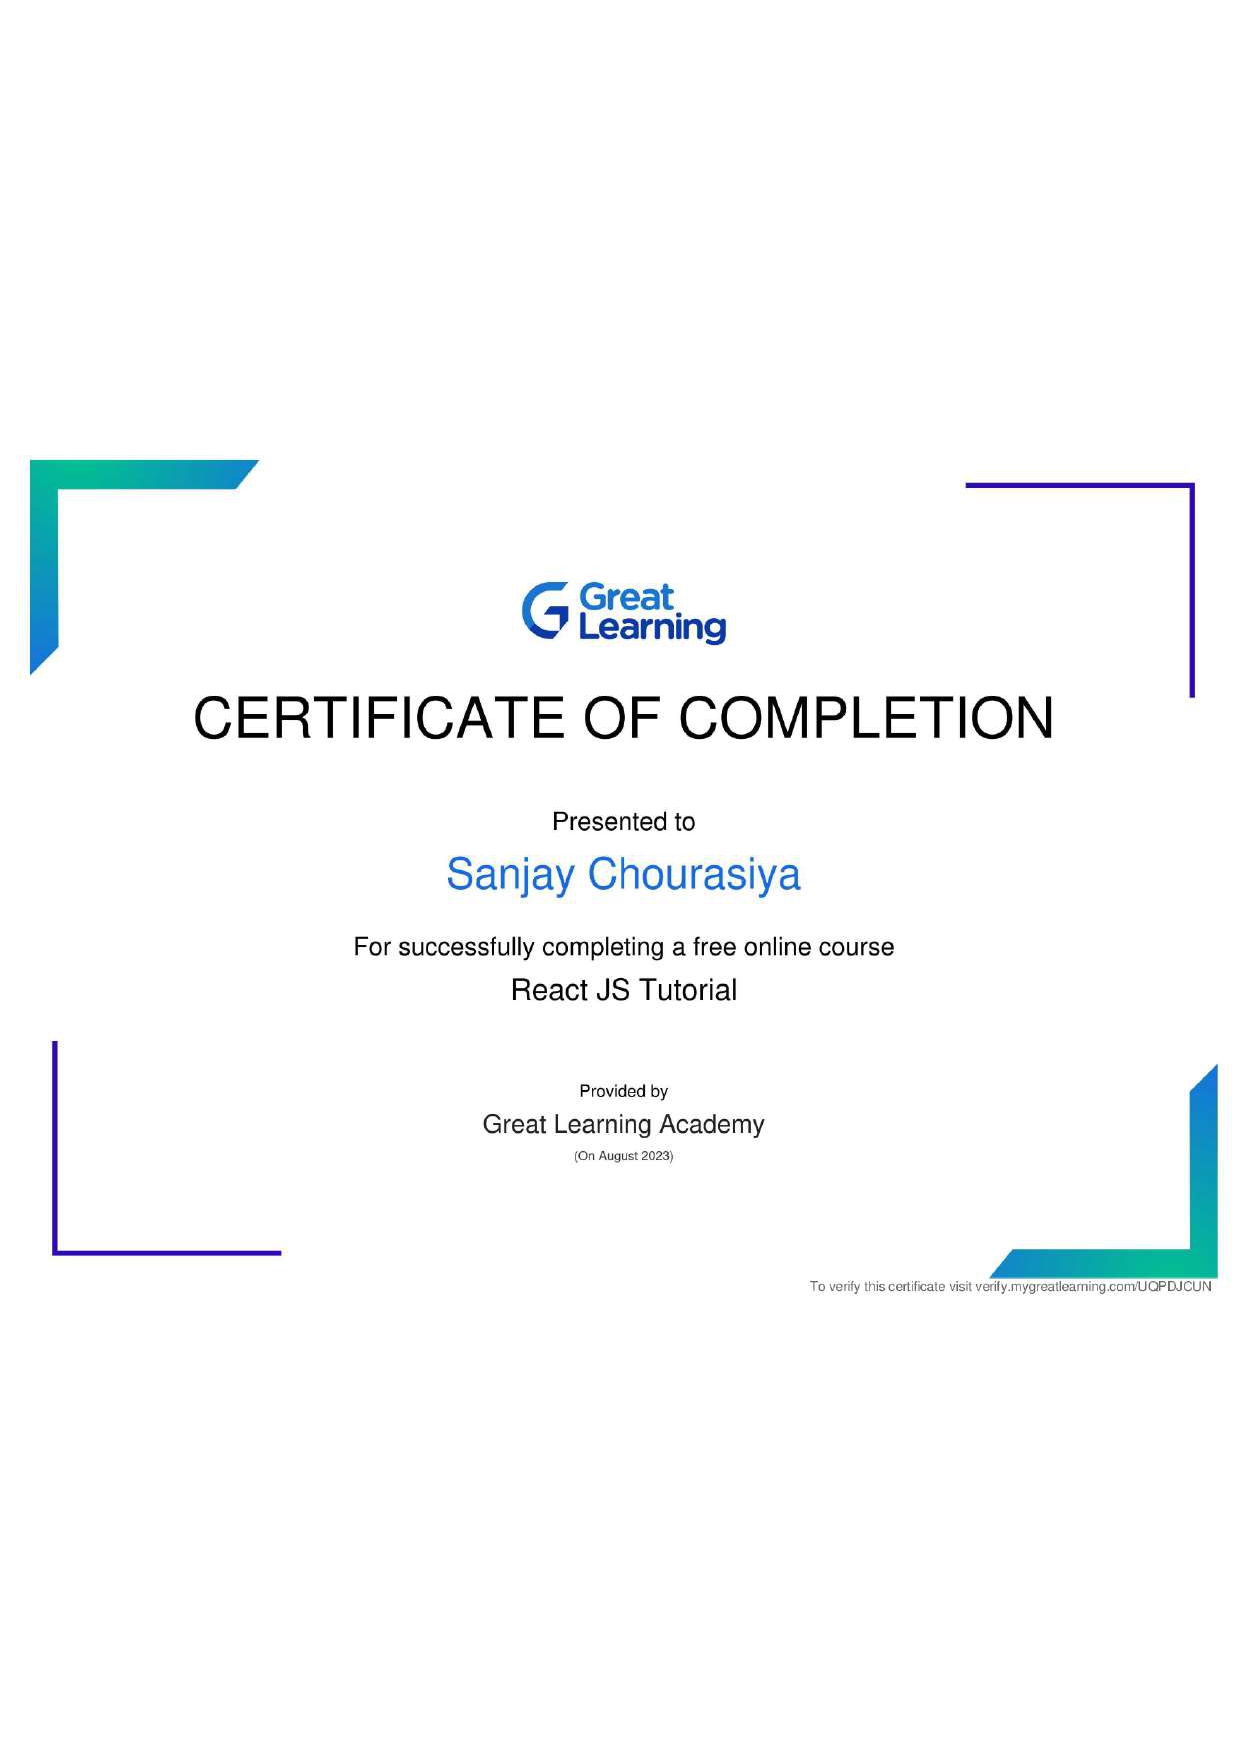 Great
Learning
CERTIFICATE OF COMPLETION
Presented to
Sanjay Chourasiya
For successfully completing a free online course
React JS Tutorial
Provided by
Great Learning Academy
(On August 2023)
To verify this certificate visit verify.mygreatlearning.com/UQPDJCUN